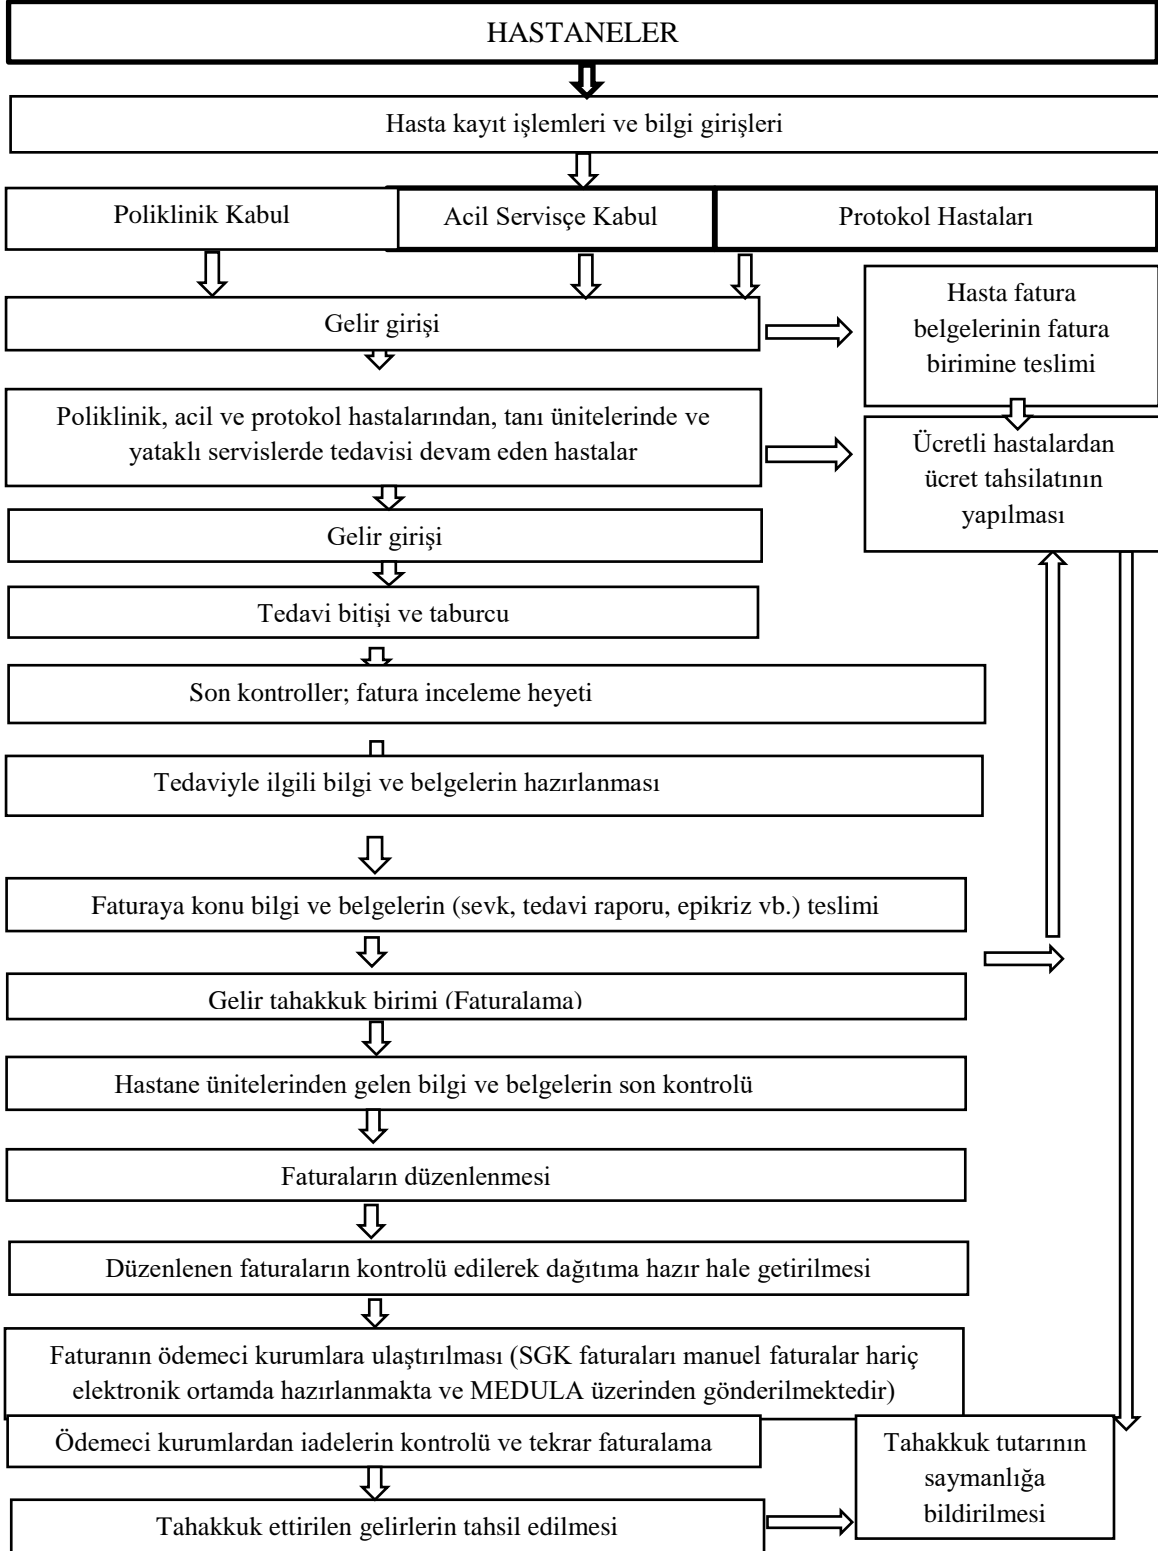 HASTANELER
Hasta kayıt işlemleri ve bilgi girişleri
Poliklinik Kabul
Acil Servisçe Kabul
Protokol Hastaları
Gelir girişi
Hasta fatura
belgelerinin fatura
birimine teslimi
Poliklinik, acil ve protokol hastalarından, tanı ünitelerinde ve
yataklı servislerde tedavisi devam eden hastalar
Ücretli hastalardan
ücret tahsilatının
yapılması
Gelir girişi
Tedavi bitişi ve taburcu
Son kontroller; fatura inceleme heyeti
Tedaviyle ilgili bilgi ve belgelerin hazırlanması
Faturaya konu bilgi ve belgelerin (sevk, tedavi raporu, epikriz vb.) teslimi
Gelir tahakkuk birimi (Faturalama)
Hastane ünitelerinden gelen bilgi ve belgelerin son kontrolü
Faturaların düzenlenmesi
Düzenlenen faturaların kontrolü edilerek dağıtıma hazır hale getirilmesi
Faturanın ödemeci kurumlara ulaştırılması (SGK faturaları manuel faturalar hariç
elektronik ortamda hazırlanmakta ve MEDULA üzerinden gönderilmektedir)
Ödemeci kurumlardan iadelerin kontrolü ve tekrar faturalama
Tahakkuk tutarının
saymanlığa
bildirilmesi
Tahakkuk ettirilen gelirlerin tahsil edilmesi